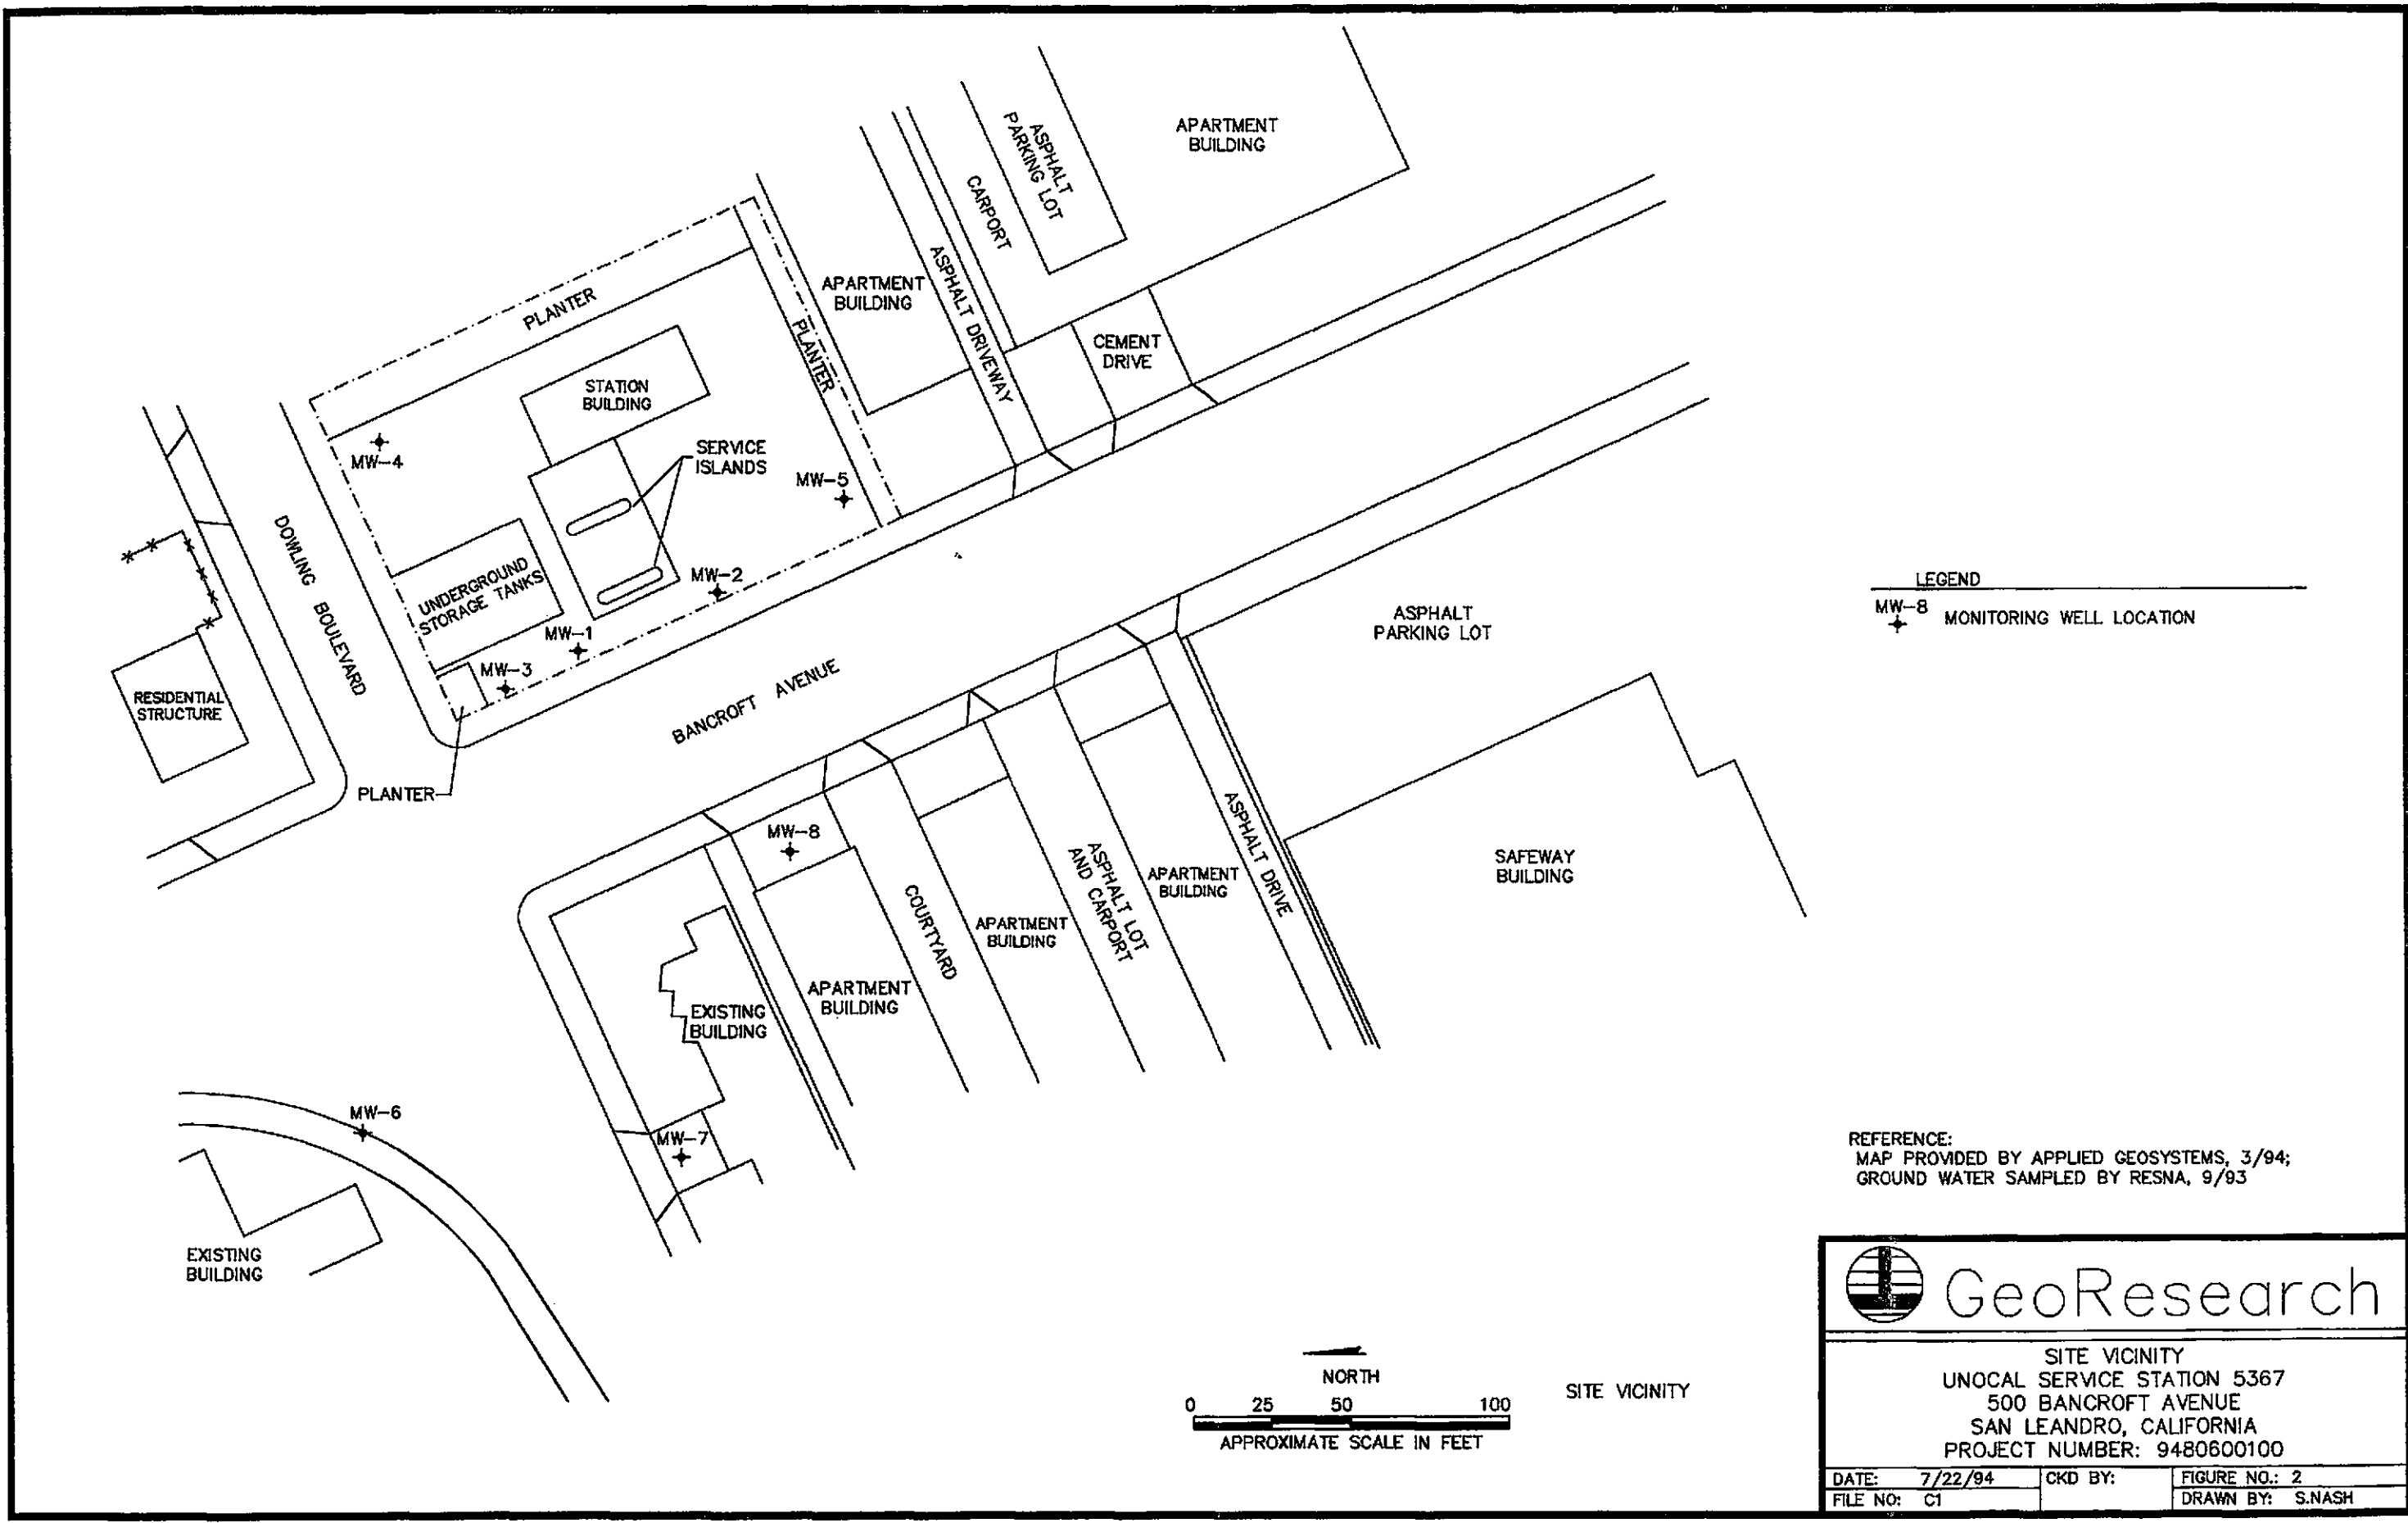 APARTMENT
BUILDING
ASPHALT
PARKING LOT
CARPORT
ASPHALT DRIVEWAY
APARTMENT
BUILDING
PLANTER
PLANTER
CEMENT
DRIVE
STATION
BUILDING
SERVICE
ISLANDS
MW-4
MW-5
DOWLING BOULEVARD
UNDERGROUND
STORAGE TANKS
MW-2
MW-1
MW-3
RESIDENTIAL
STRUCTURE
BANCROFT AVENUE
PLANTER
ASPHALT
PARKING LOT
LEGEND
MW-8
MONITORING WELL LOCATION
MW-8
COURTYARD
ASPHALT LOT
AND CARPORT
ASPHALT DRIVE
APARTMENT
BUILDING
APARTMENT
BUILDING
APARTMENT
BUILDING
SAFEWAY
BUILDING
EXISTING
BUILDING
MW-6
MW-7
EXISTING
BUILDING
REFERENCE:
MAP PROVIDED BY APPLIED GEOSYSTEMS, 3/94;
GROUND WATER SAMPLED BY RESNA, 9/93
NORTH
0 25 50 100
APPROXIMATE SCALE IN FEET
SITE VICINITY
GeoResearch
SITE VICINITY
UNOCAL SERVICE STATION 5367
500 BANCROFT AVENUE
SAN LEANDRO, CALIFORNIA
PROJECT NUMBER: 9480600100
DATE: 7/22/94
CKD BY:
FIGURE NO.: 2
FILE NO: C1
DRAWN BY: S.NASH